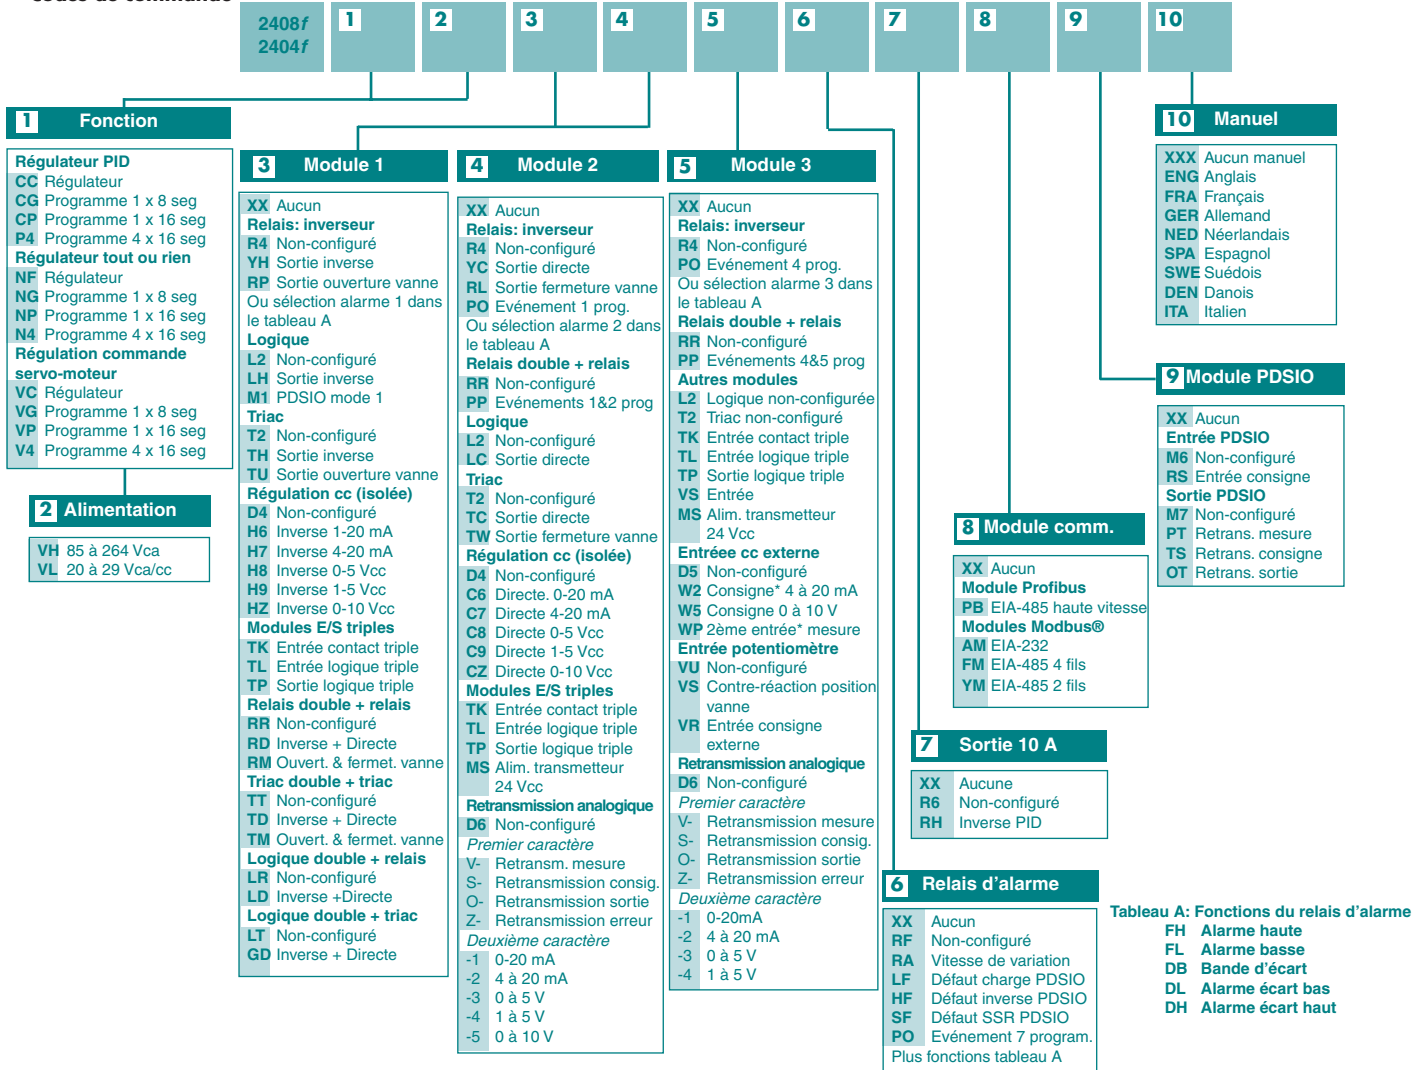 2408f
2404f
1
2
3
4
5
6
7
8
9
10
1 Fonction
Régulateur PID
CC Régulateur
CG Programme 1 x 8 seg
CP Programme 1 x 16 seg
P4 Programme 4 x 16 seg
Régulateur tout ou rien
NF Régulateur
NG Programme 1 x 8 seg
NP Programme 1 x 16 seg
N4 Programme 4 x 16 seg
Régulation commande
servo-moteur
VC Régulateur
VG Programme 1 x 8 seg
VP Programme 1 x 16 seg
V4 Programme 4 x 16 seg
2 Alimentation
VH 85 à 264 Vca
VL 20 à 29 Vca/cc
3 Module 1
XX Aucun
Relais: inverseur
R4 Non-configuré
YH Sortie inverse
RP Sortie ouverture vanne
Ou sélection alarme 1 dans
le tableau A
Logique
L2 Non-configuré
LH Sortie inverse
M1 PDSIO mode 1
Triac
T2 Non-configuré
TH Sortie inverse
TU Sortie ouverture vanne
Régulation cc (isolée)
D4 Non-configuré
H6 Inverse 1-20 mA
H7 Inverse 4-20 mA
H8 Inverse 0-5 Vcc
H9 Inverse 1-5 Vcc
HZ Inverse 0-10 Vcc
Modules E/S triples
TK Entrée contact triple
TL Entrée logique triple
TP Sortie logique triple
Relais double + relais
RR Non-configuré
RD Inverse + Directe
RM Ouvert. & fermet. vanne
Triac double + triac
TT Non-configuré
TD Inverse + Directe
TM Ouvert. & fermet. vanne
Logique double + relais
LR Non-configuré
LD Inverse +Directe
Logique double + triac
LT Non-configuré
GD Inverse + Directe
4 Module 2
XX Aucun
Relais: inverseur
R4 Non-configuré
YC Sortie directe
RL Sortie fermeture vanne
PO Evénement 1 prog.
Ou sélection alarme 2 dans
le tableau A
Relais double + relais
RR Non-configuré
PP Evénements 1&2 prog
Logique
L2 Non-configuré
LC Sortie directe
Triac
T2 Non-configuré
TC Sortie directe
TW Sortie fermeture vanne
Régulation cc (isolée)
D4 Non-configuré
C6 Directe. 0-20 mA
C7 Directe 4-20 mA
C8 Directe 0-5 Vcc
C9 Directe 1-5 Vcc
CZ Directe 0-10 Vcc
Modules E/S triples
TK Entrée contact triple
TL Entrée logique triple
TP Sortie logique triple
MS Alim. transmetteur
24 Vcc
Retransmission analogique
D6 Non-configuré
Premier caractère
V- Retransm. mesure
S- Retransmission consig.
O- Retransmission sortie
Z- Retransmission erreur
Deuxième caractère
-1 0-20 mA
-2 4 à 20 mA
-3 0 à 5 V
-4 1 à 5 V
-5 0 à 10 V
5 Module 3
XX Aucun
Relais: inverseur
R4 Non-configuré
PO Evénement 4 prog.
Ou sélection alarme 3 dans
le tableau A
Relais double + relais
RR Non-configuré
PP Evénements 4&5 prog
Autres modules
L2 Logique non-configurée
T2 Triac non-configuré
TK Entrée contact triple
TL Entrée logique triple
TP Sortie logique triple
VS Entrée
MS Alim. transmetteur
24 Vcc
Entréee cc externe
D5 Non-configuré
W2 Consigne* 4 à 20 mA
W5 Consigne 0 à 10 V
WP 2ème entrée* mesure
Entrée potentiomètre
VU Non-configuré
VS Contre-réaction position
vanne
VR Entrée consigne
externe
Retransmission analogique
D6 Non-configuré
Premier caractère
V- Retransmission mesure
S- Retransmission consig.
O- Retransmission sortie
Z- Retransmission erreur
Deuxième caractère
-1 0-20mA
-2 4 à 20 mA
-3 0 à 5 V
-4 1 à 5 V
6 Relais d'alarme
XX Aucun
RF Non-configuré
RA Vitesse de variation
LF Défaut charge PDSIO
HF Défaut inverse PDSIO
SF Défaut SSR PDSIO
PO Evénement 7 program.
Plus fonctions tableau A
7 Sortie 10 A
XX Aucune
R6 Non-configuré
RH Inverse PID
8 Module comm.
XX Aucun
Module Profibus
PB EIA-485 haute vitesse
Modules Modbus®
AM EIA-232
FM EIA-485 4 fils
YM EIA-485 2 fils
9 Module PDSIO
XX Aucun
Entrée PDSIO
M6 Non-configuré
RS Entrée consigne
Sortie PDSIO
M7 Non-configuré
PT Retrans. mesure
TS Retrans. consigne
OT Retrans. sortie
10 Manuel
XXX Aucun manuel
ENG Anglais
FRA Français
GER Allemand
NED Néerlandais
SPA Espagnol
SWE Suédois
DEN Danois
ITA Italien
Tableau A: Fonctions du relais d'alarme
FH Alarme haute
FL Alarme basse
DB Bande d'écart
DL Alarme écart bas
DH Alarme écart haut